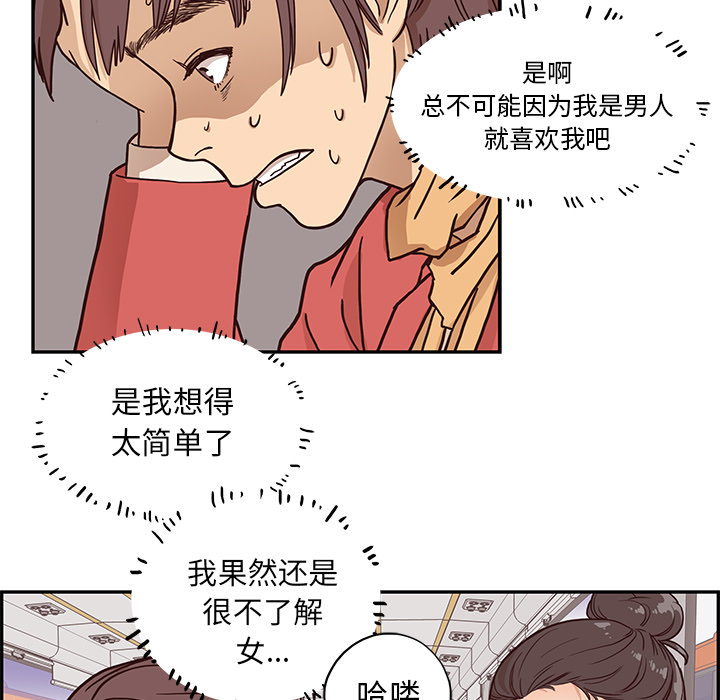 是啊
总不可能因为我是男人
就喜欢我吧
是我想得
太简单了
我果然还是
很不了解
女...
哈喽